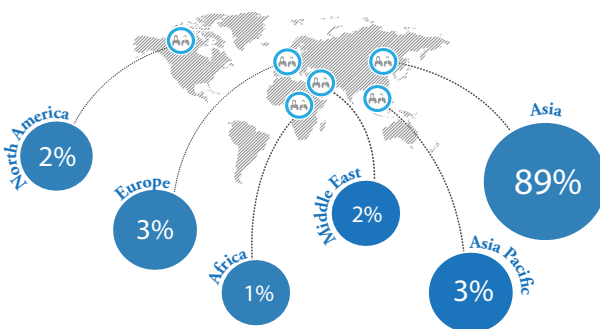 North America
2%
Europe
3%
Africa
1%
Middle East
2%
Asia Pacific
3%
Asia
89%